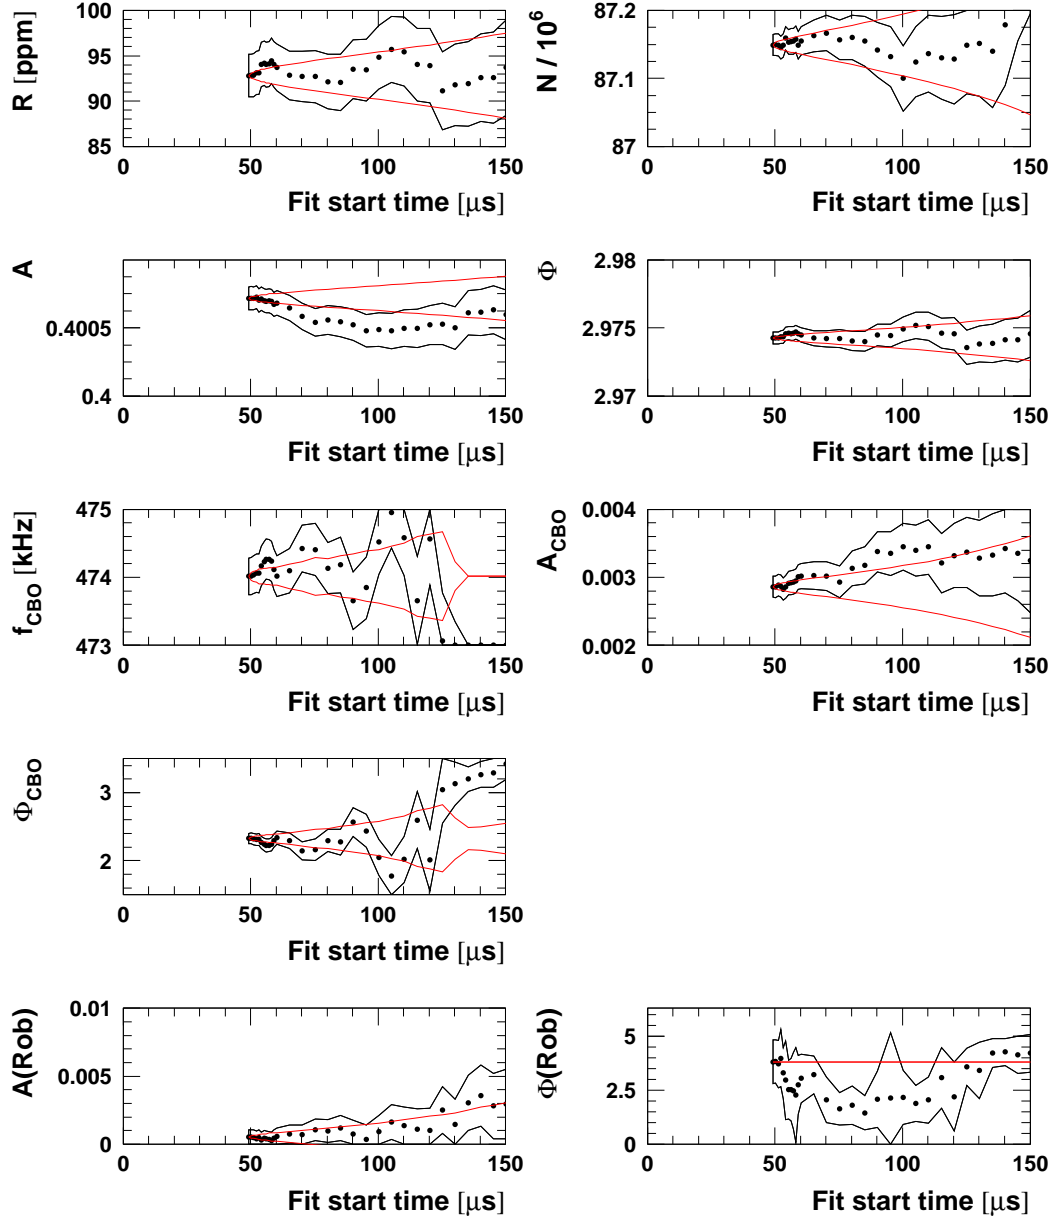 R [ppm]
100
95
90
85
0 50 100 150
Fit start time [μs]
N / 10⁶
87.2
87.1
87
0 50 100 150
Fit start time [μs]
A
0.4005
0.4
0 50 100 150
Fit start time [μs]
Φ
2.98
2.975
2.97
0 50 100 150
Fit start time [μs]
f_CBO [kHz]
475
474
473
0 50 100 150
Fit start time [μs]
A_CBO
0.004
0.003
0.002
0 50 100 150
Fit start time [μs]
Φ_CBO
3
2
0 50 100 150
Fit start time [μs]
A(Rob)
0.01
0.005
0
0 50 100 150
Fit start time [μs]
Φ(Rob)
5
2.5
0
0 50 100 150
Fit start time [μs]